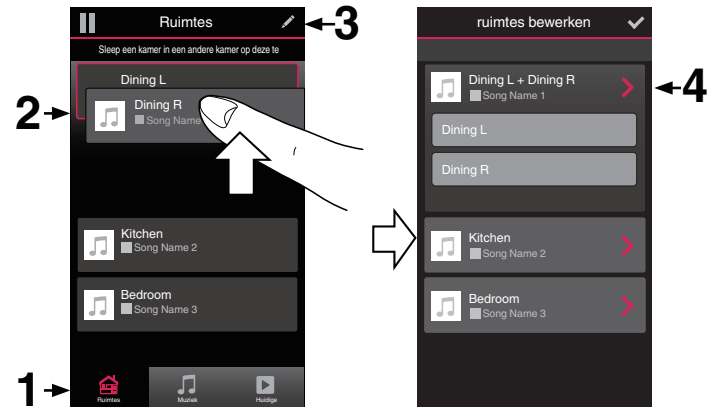 Ruimtes
3
Sleep een kamer in een andere kamer op deze te
Dining L
2
Dining R
Song Name
Kitchen
Song Name 2
Bedroom
Song Name 3
1
Ruimtes
Muziek
Huidige
ruimtes bewerken
Dining L + Dining R
Song Name 1
4
Dining L
Dining R
Kitchen
Song Name 2
Bedroom
Song Name 3